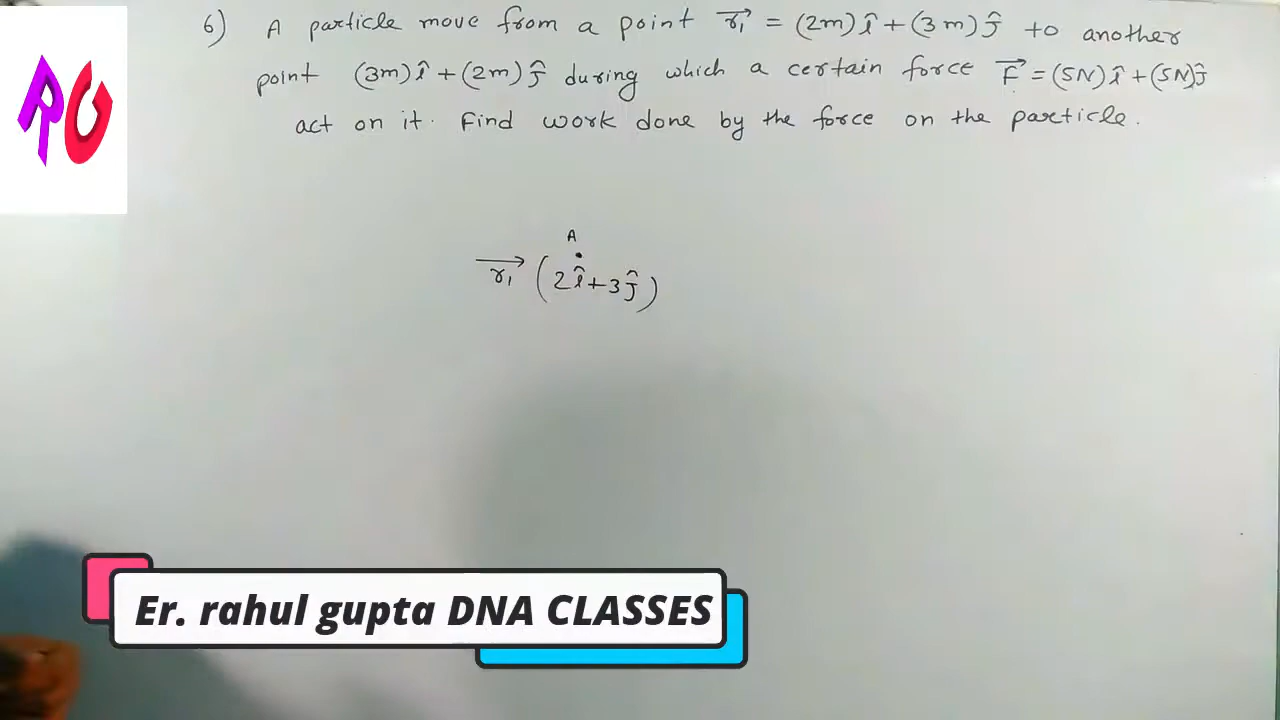 6) A particle move from a point r₁ = (2m) î + (3m) ĵ to another
point (3m) î + (2m) ĵ during which a certain force F = (5N) î + (5N) ĵ
act on it. Find work done by the force on the particle.
A
r₁ (2î + 3ĵ)
RG
Er. rahul gupta DNA CLASSES